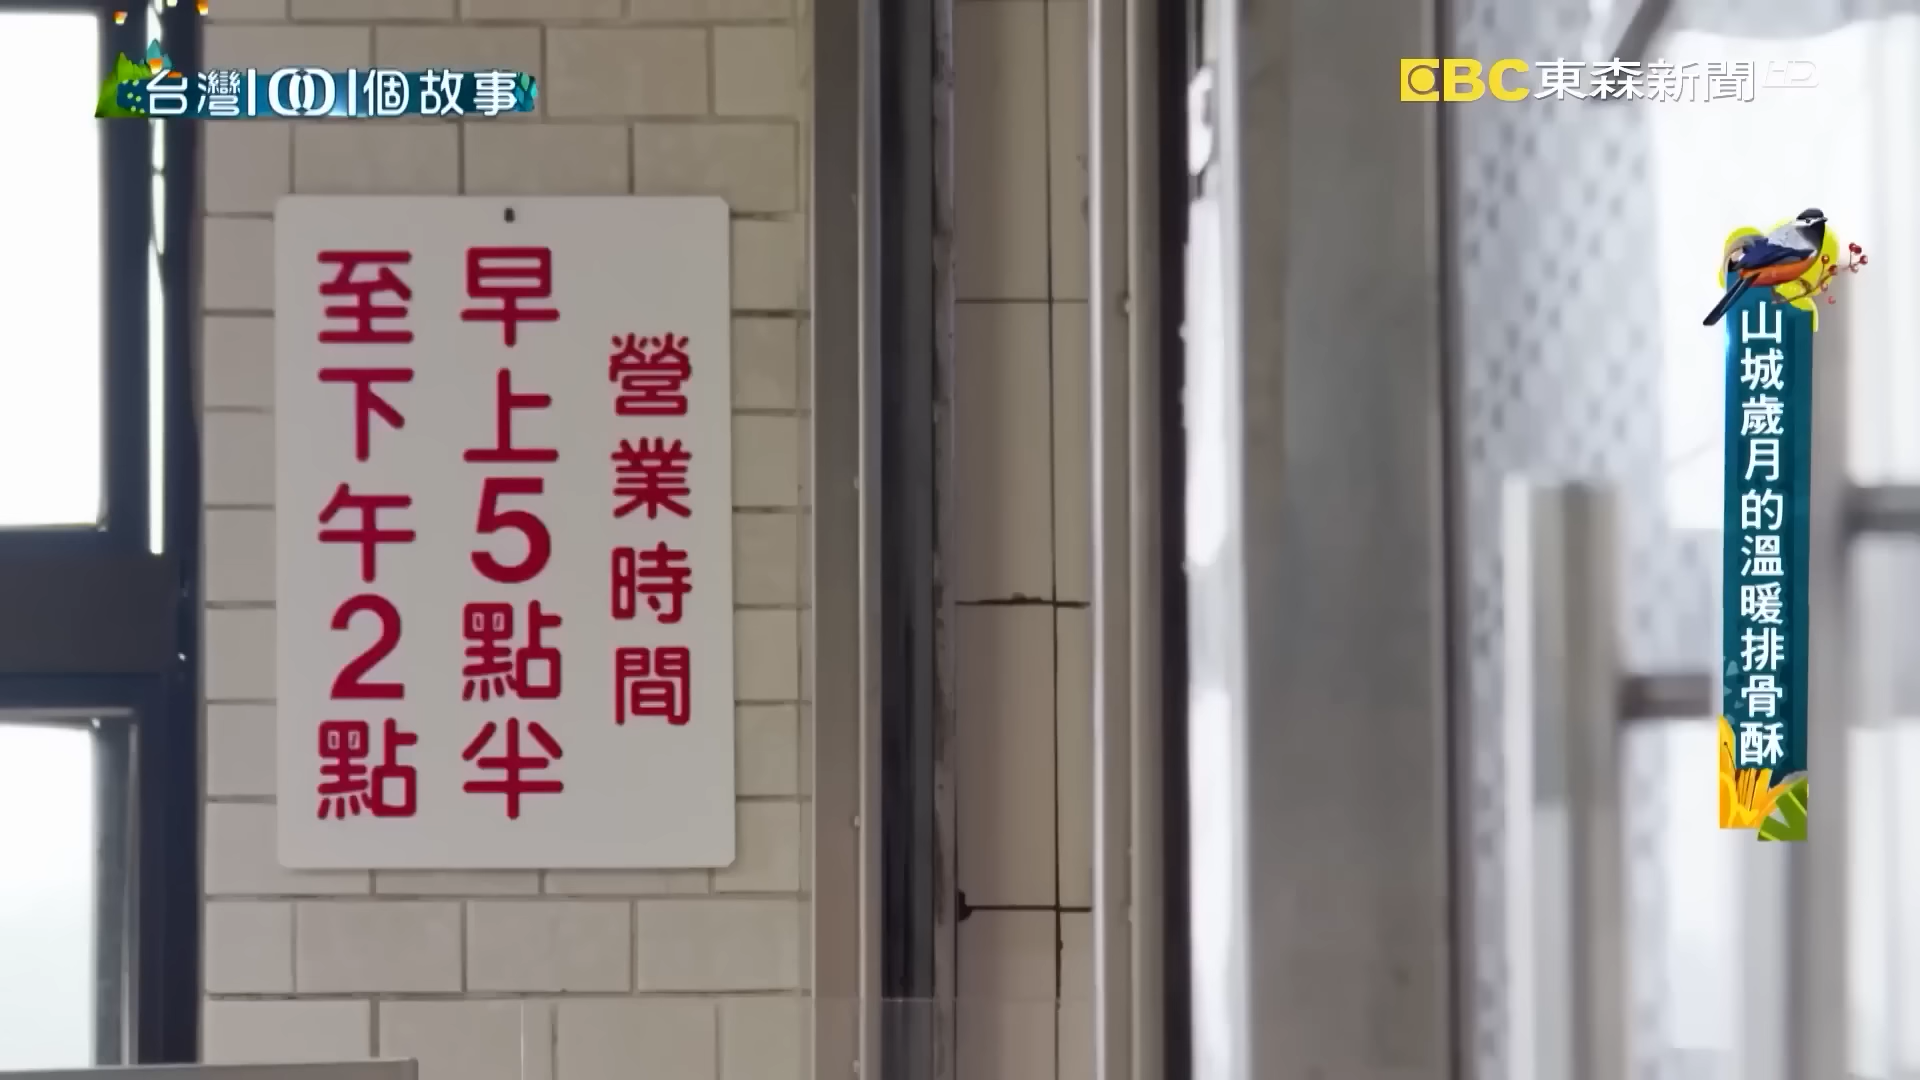 台灣1001個故事
EBC東森新聞HD
營業時間
早上5點半
至下午2點
山城歲月的溫暖排骨酥